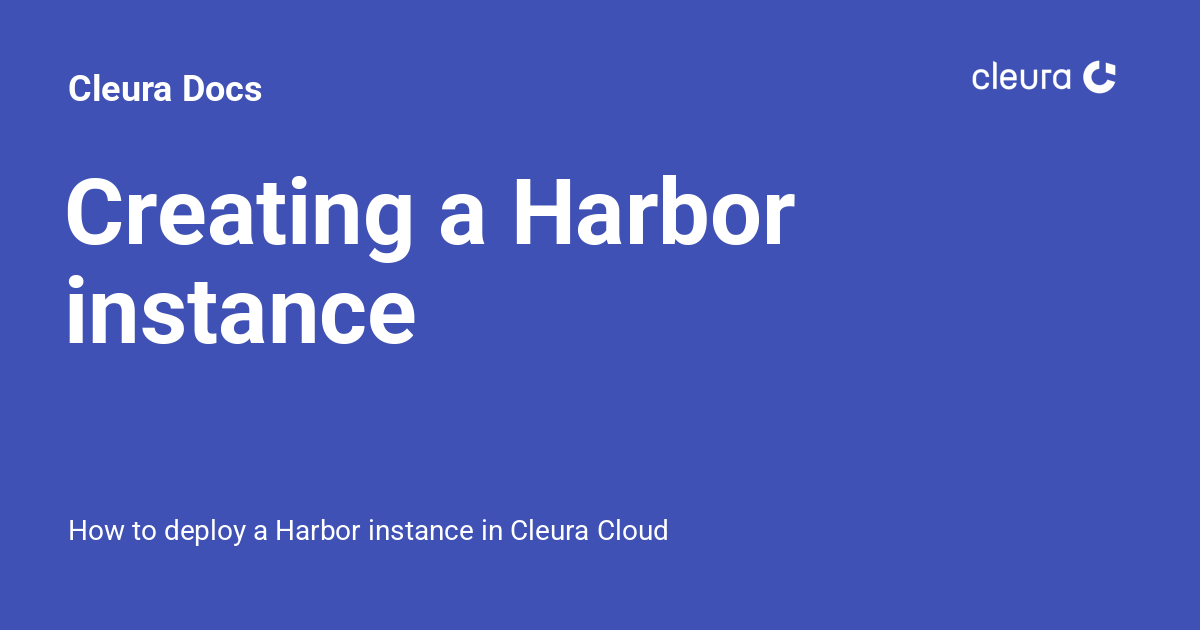 Cleura Docs
cleura
Creating a Harbor
instance
How to deploy a Harbor instance in Cleura Cloud